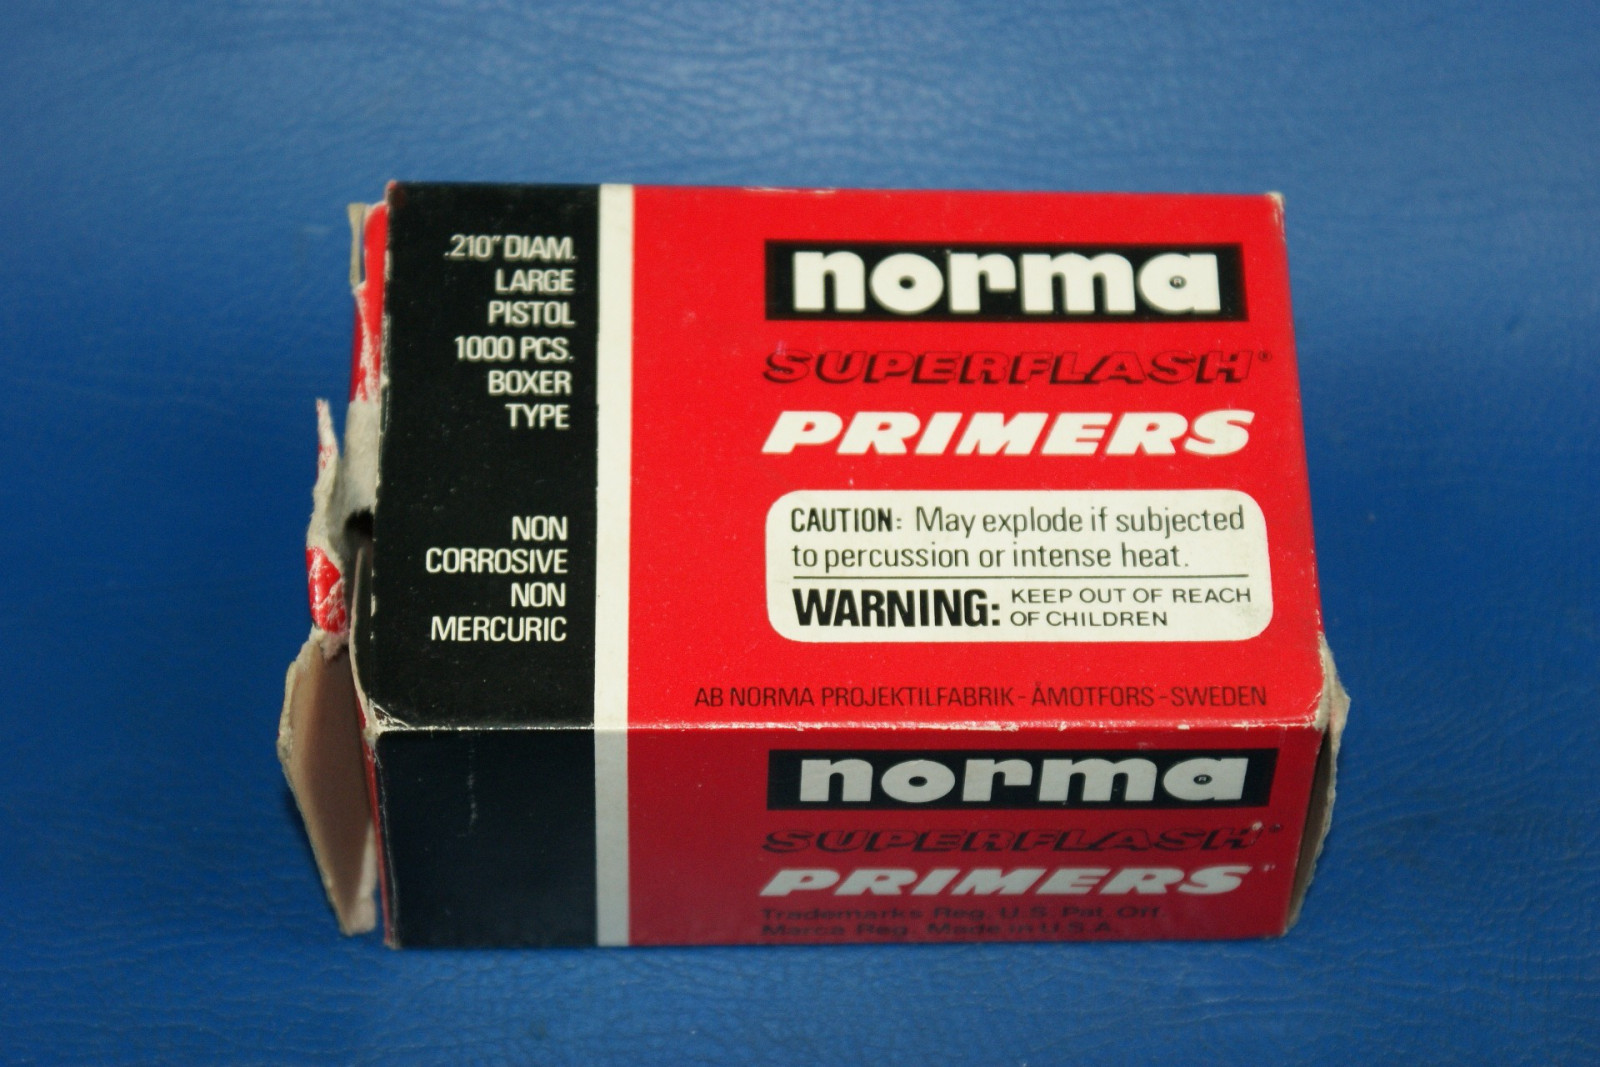 .210" DIAM.
LARGE
PISTOL
1000 PCS.
BOXER
TYPE
NON
CORROSIVE
NON
MERCURIC
norma®
SUPERFLASH®
PRIMERS
CAUTION: May explode if subjected
to percussion or intense heat.
WARNING: KEEP OUT OF REACH
OF CHILDREN
AB NORMA PROJEKTILFABRIK - ÅMOTFORS - SWEDEN
norma®
SUPERFLASH®
PRIMERS
Trademarks Reg. U.S. Pat. Off.
Marca Reg. Made in U.S.A.